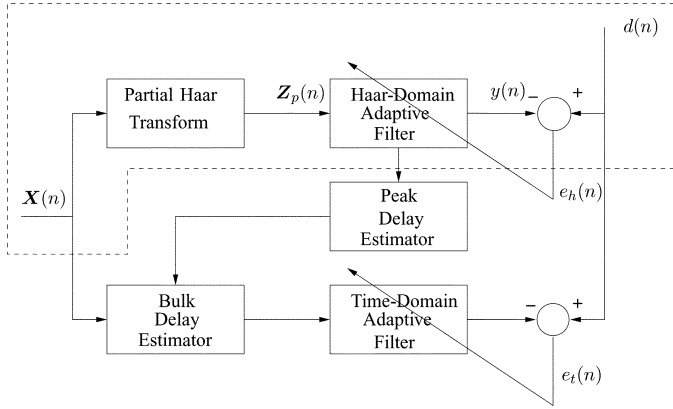 d(n)
Partial Haar
Transform
Z_p(n)
Haar-Domain
Adaptive
Filter
y(n)
−
+
X(n)
e_h(n)
Peak
Delay
Estimator
Bulk
Delay
Estimator
Time-Domain
Adaptive
Filter
−
+
e_t(n)